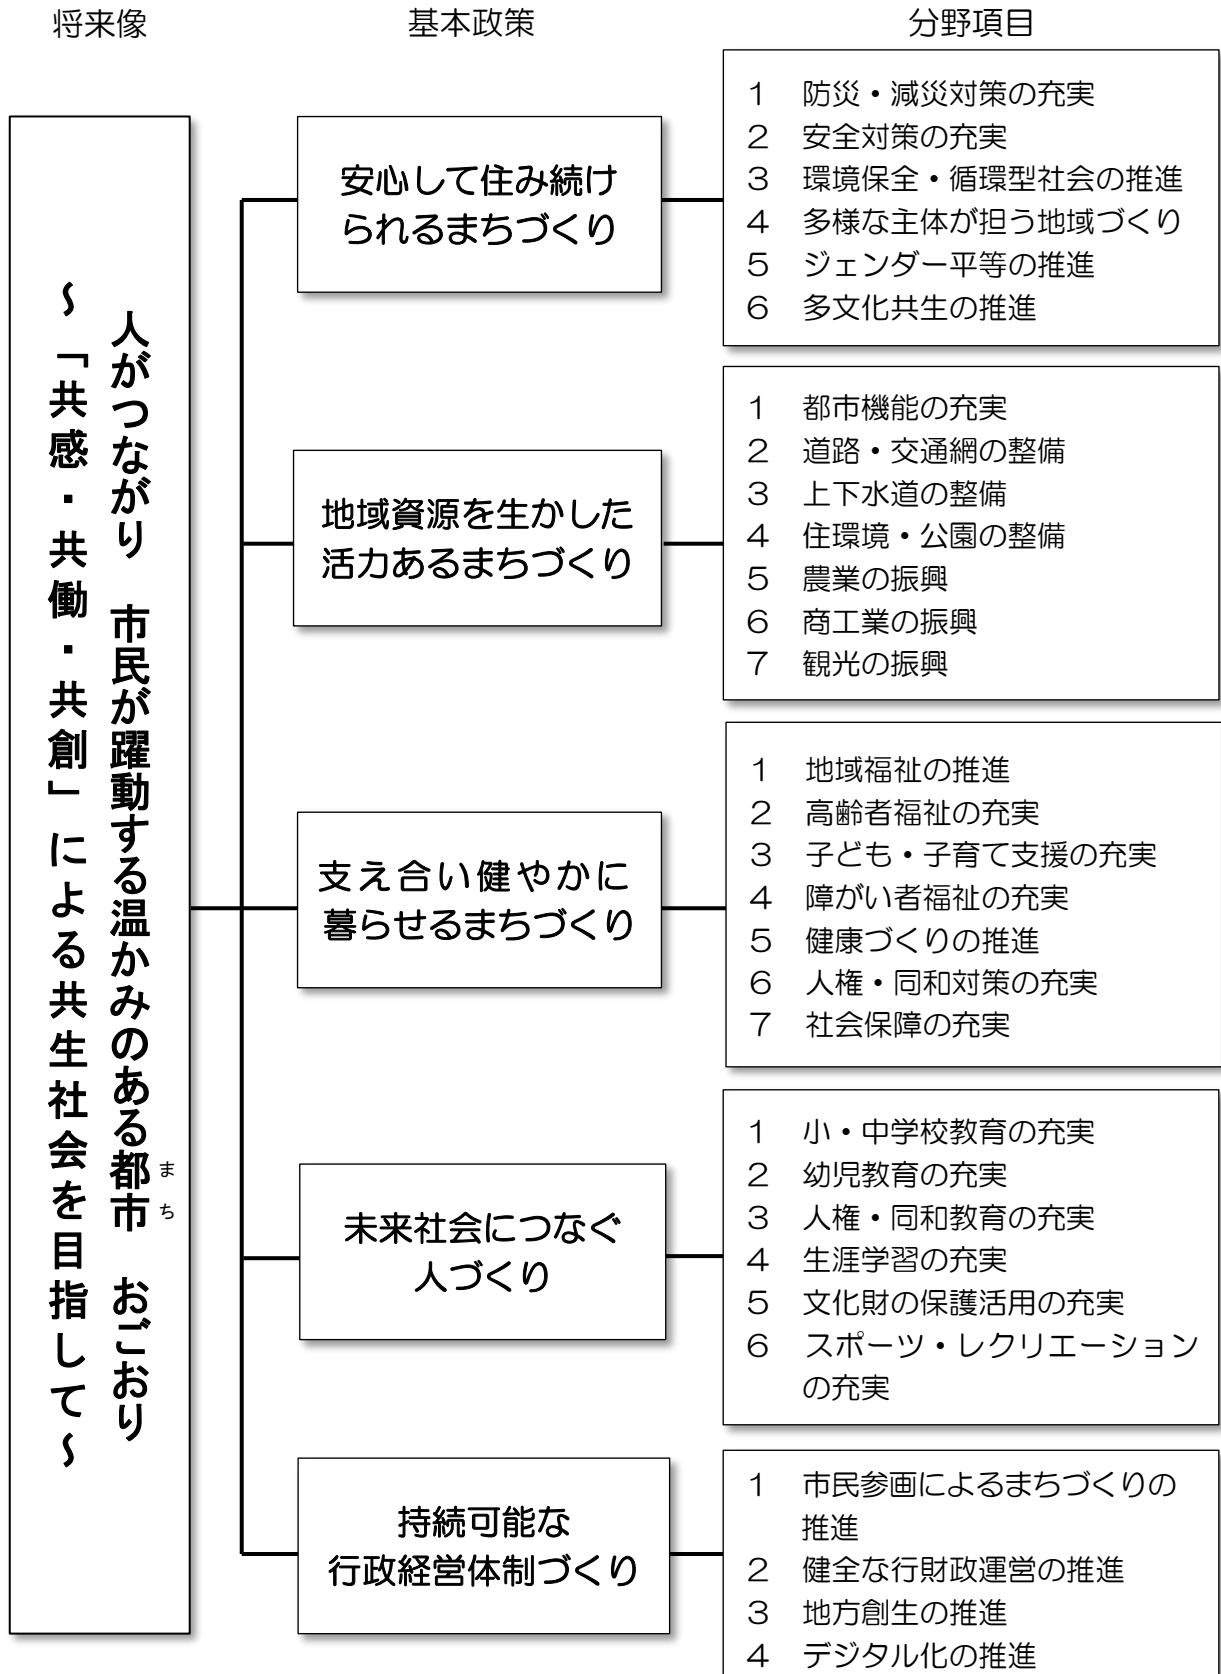 将来像
基本政策
分野項目
人がつながり　市民が躍動する温かみのある都市　おごおり
まち
～「共感・共働・共創」による共生社会を目指して～
安心して住み続け
られるまちづくり
1　防災・減災対策の充実
2　安全対策の充実
3　環境保全・循環型社会の推進
4　多様な主体が担う地域づくり
5　ジェンダー平等の推進
6　多文化共生の推進
地域資源を生かした
活力あるまちづくり
1　都市機能の充実
2　道路・交通網の整備
3　上下水道の整備
4　住環境・公園の整備
5　農業の振興
6　商工業の振興
7　観光の振興
支え合い健やかに
暮らせるまちづくり
1　地域福祉の推進
2　高齢者福祉の充実
3　子ども・子育て支援の充実
4　障がい者福祉の充実
5　健康づくりの推進
6　人権・同和対策の充実
7　社会保障の充実
未来社会につなぐ
人づくり
1　小・中学校教育の充実
2　幼児教育の充実
3　人権・同和教育の充実
4　生涯学習の充実
5　文化財の保護活用の充実
6　スポーツ・レクリエーション
の充実
持続可能な
行政経営体制づくり
1　市民参画によるまちづくりの
推進
2　健全な行財政運営の推進
3　地方創生の推進
4　デジタル化の推進